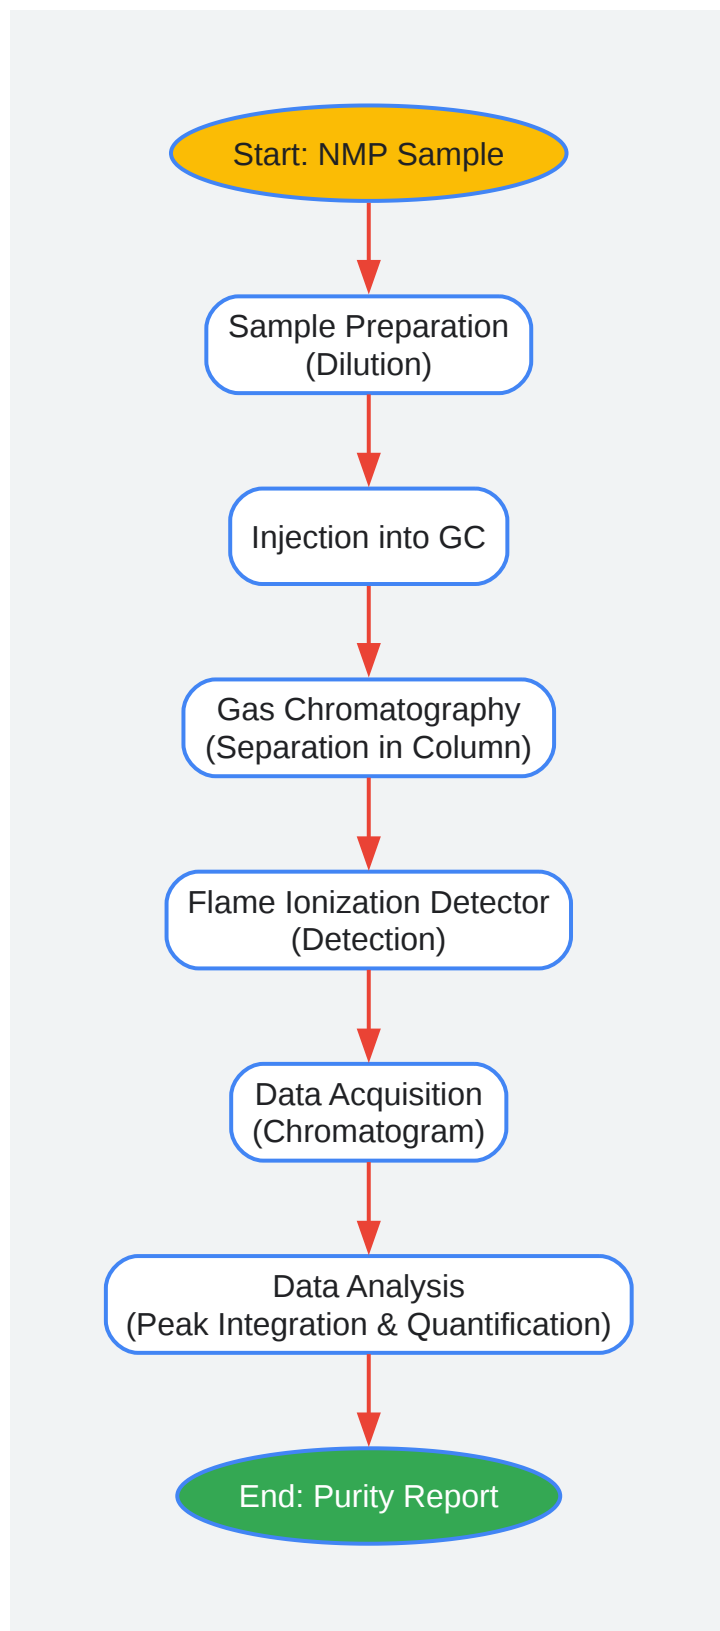 Start: NMP Sample
Sample Preparation
(Dilution)
Injection into GC
Gas Chromatography
(Separation in Column)
Flame Ionization Detector
(Detection)
Data Acquisition
(Chromatogram)
Data Analysis
(Peak Integration & Quantification)
End: Purity Report